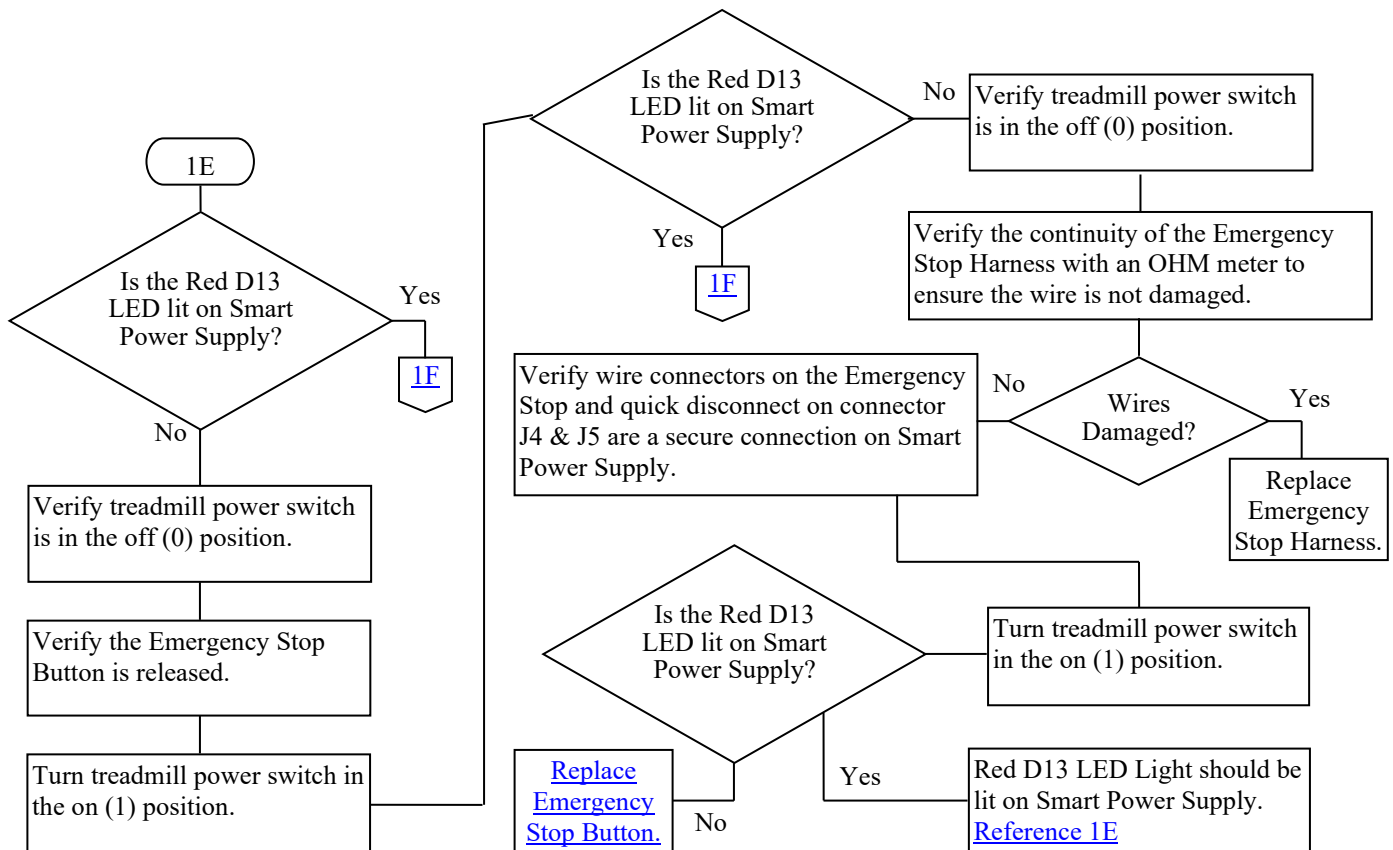 1E
Is the Red D13
LED lit on Smart
Power Supply?
Yes
1F
No
Verify treadmill power switch
is in the off (0) position.
Verify the Emergency Stop
Button is released.
Turn treadmill power switch in
the on (1) position.
Is the Red D13
LED lit on Smart
Power Supply?
Yes
1F
No
Verify treadmill power switch
is in the off (0) position.
Verify the continuity of the Emergency
Stop Harness with an OHM meter to
ensure the wire is not damaged.
Wires
Damaged?
Yes
Replace
Emergency
Stop Harness.
No
Verify wire connectors on the Emergency
Stop and quick disconnect on connector
J4 & J5 are a secure connection on Smart
Power Supply.
Turn treadmill power switch
in the on (1) position.
Is the Red D13
LED lit on Smart
Power Supply?
No
Replace
Emergency
Stop Button.
Yes
Red D13 LED Light should be
lit on Smart Power Supply.
Reference 1E